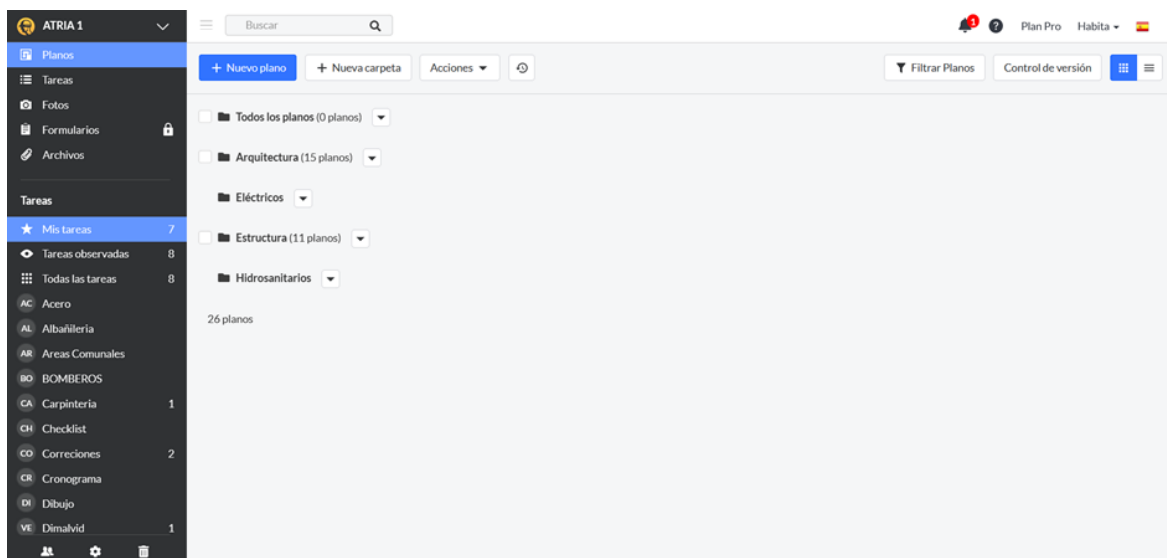 ATRIA 1
Buscar
1
Plan Pro Habita
Planos
Tareas
Fotos
Formularios
Archivos
Tareas
Mis tareas 7
Tareas observadas 8
Todas las tareas 8
AC Acero
AL Albañileria
AR Areas Comunales
BO BOMBEROS
CA Carpinteria 1
CH Checklist
CO Correciones 2
CR Cronograma
DI Dibujo
VE Dimalvid 1
+ Nuevo plano + Nueva carpeta Acciones Filtrar Planos Control de versión
Todos los planos (0 planos)
Arquitectura (15 planos)
Eléctricos
Estructura (11 planos)
Hidrosanitarios
26 planos